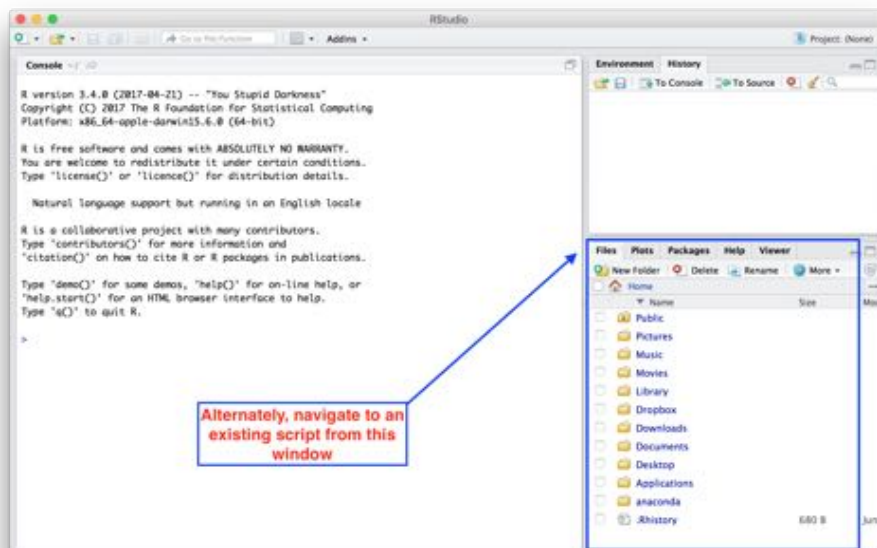 RStudio
Go to file/function
Addins
Project: (None)
Console ~/
R version 3.4.0 (2017-04-21) -- "You Stupid Darkness"
Copyright (C) 2017 The R Foundation for Statistical Computing
Platform: x86_64-apple-darwin15.6.0 (64-bit)
R is free software and comes with ABSOLUTELY NO WARRANTY.
You are welcome to redistribute it under certain conditions.
Type 'license()' or 'licence()' for distribution details.
Natural language support but running in an English locale
R is a collaborative project with many contributors.
Type 'contributors()' for more information and
'citation()' on how to cite R or R packages in publications.
Type 'demo()' for some demos, 'help()' for on-line help, or
'help.start()' for an HTML browser interface to help.
Type 'q()' to quit R.
>
Alternately, navigate to an
existing script from this
window
Environment History
To Console To Source
Files Plots Packages Help Viewer
New Folder Delete Rename More
Home
Name Size
Public
Pictures
Music
Movies
Library
Dropbox
Downloads
Documents
Desktop
Applications
anaconda
.Rhistory 680 B